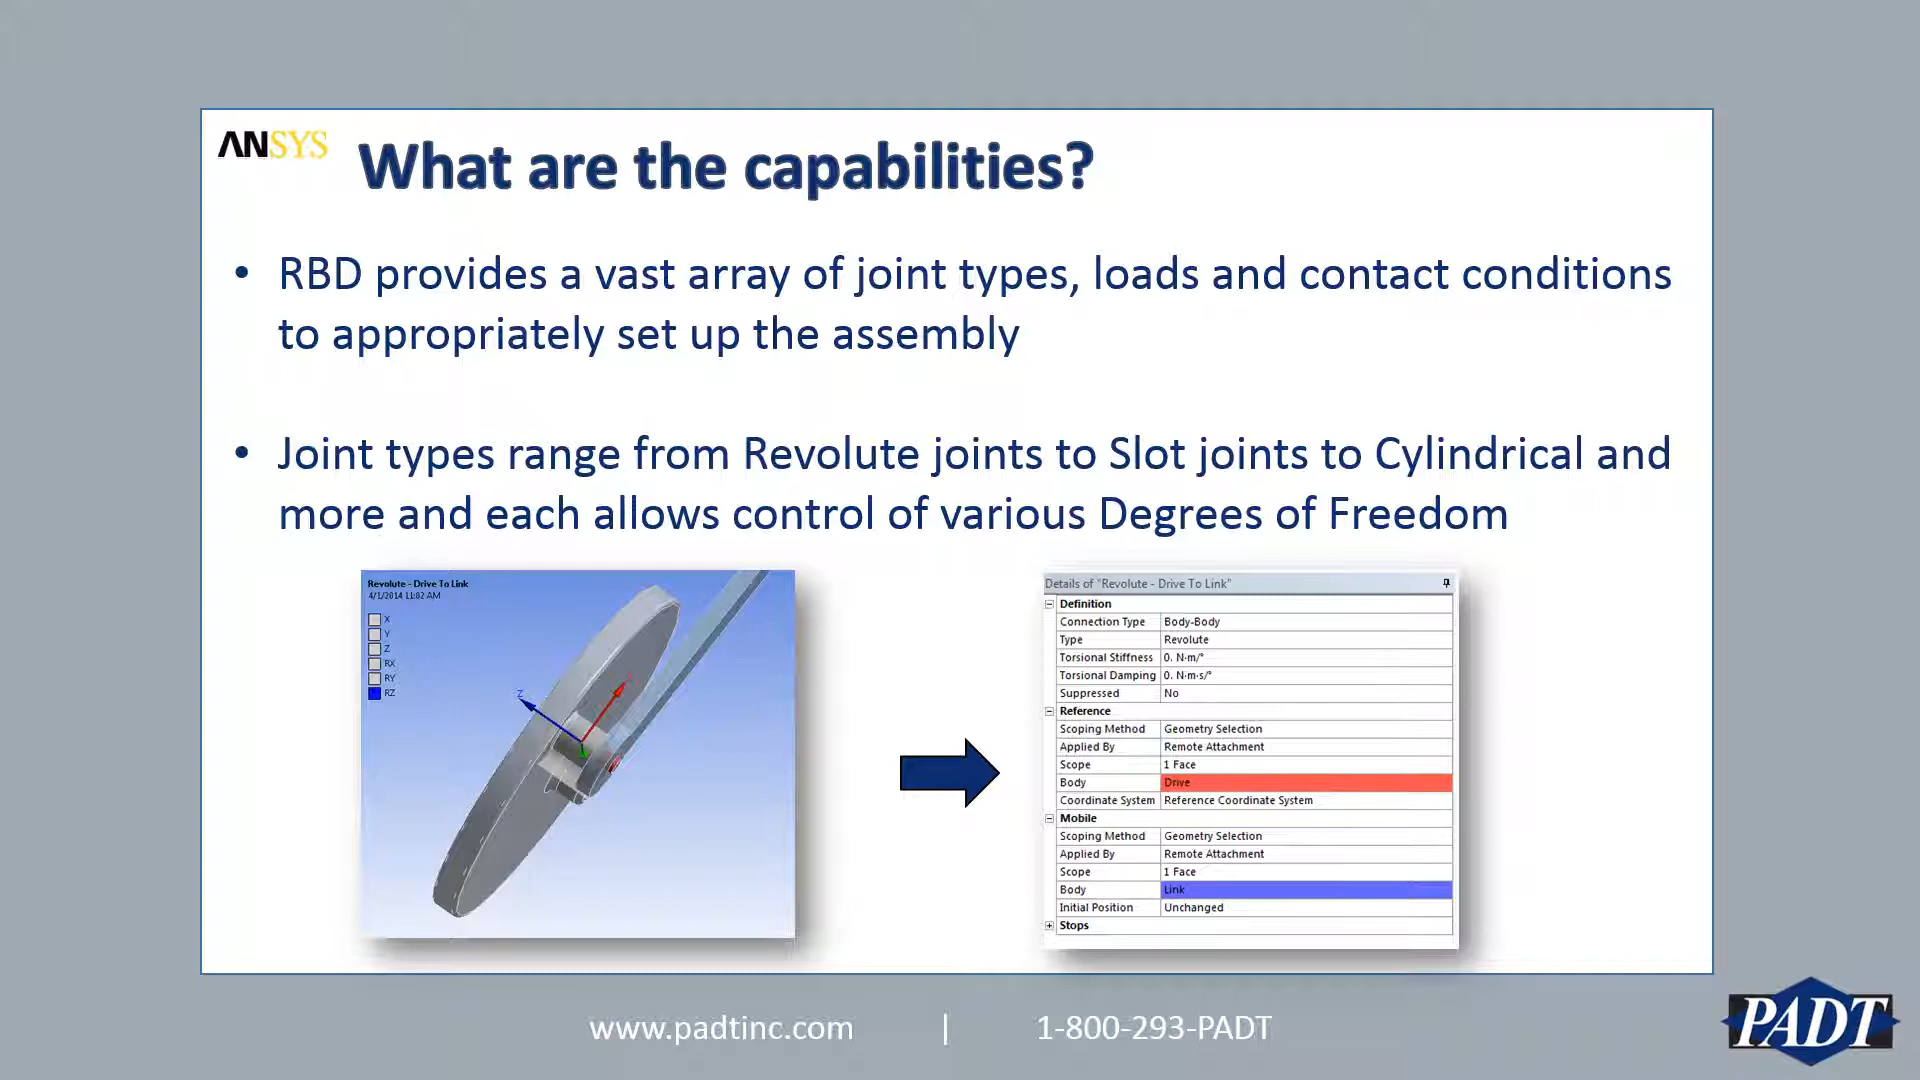 ANSYS
What are the capabilities?
• RBD provides a vast array of joint types, loads and contact conditions
to appropriately set up the assembly
• Joint types range from Revolute joints to Slot joints to Cylindrical and
more and each allows control of various Degrees of Freedom
Revolute - Drive To Link
4/1/2014 11:02 AM
X
Y
Z
RX
RY
RZ
Z
Details of "Revolute - Drive To Link"
Definition
Connection Type Body-Body
Type Revolute
Torsional Stiffness 0. N·m/°
Torsional Damping 0. N·m·s/°
Suppressed No
Reference
Scoping Method Geometry Selection
Applied By Remote Attachment
Scope 1 Face
Body Drive
Coordinate System Reference Coordinate System
Mobile
Scoping Method Geometry Selection
Applied By Remote Attachment
Scope 1 Face
Body Link
Initial Position Unchanged
Stops
www.padtinc.com | 1-800-293-PADT
PADT